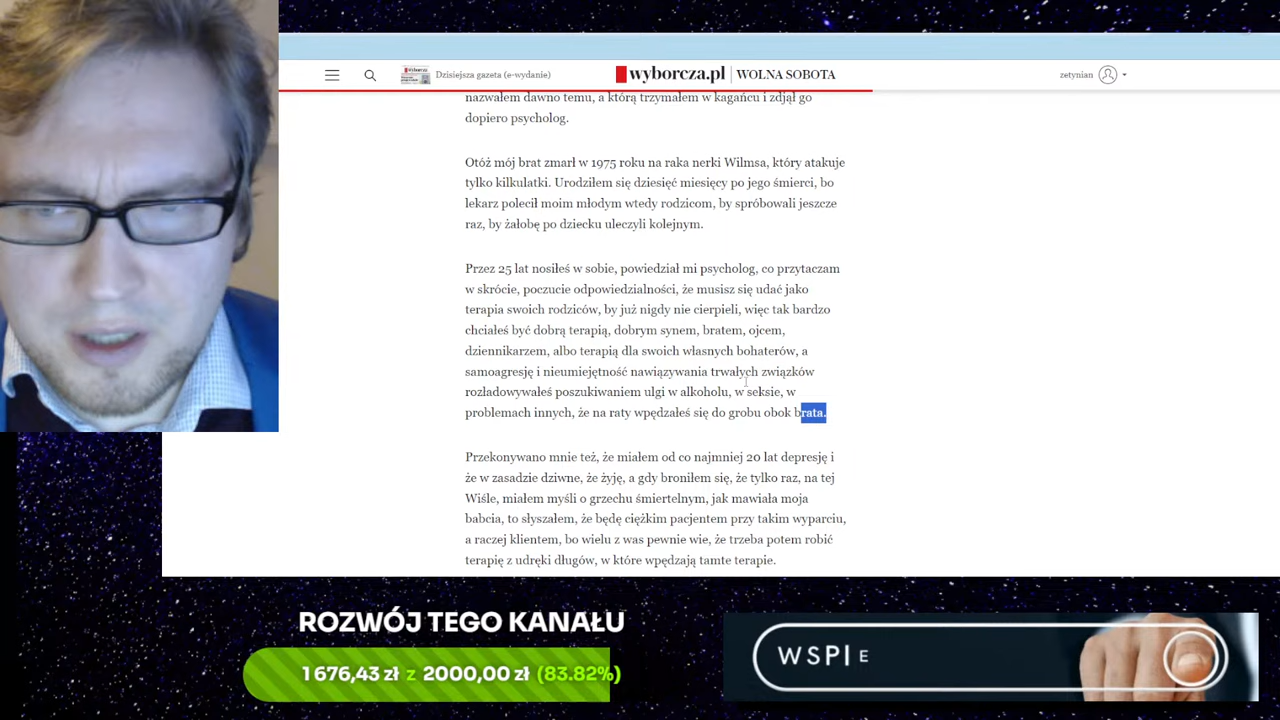 Dzisiejsza gazeta (e-wydanie)
wyborcza.pl | WOLNA SOBOTA
zetynian
nazwałem dawno temu, a którą trzymałem w kagańcu i zdjął go
dopiero psycholog.
Otóż mój brat zmarł w 1975 roku na raka nerki Wilmsa, który atakuje
tylko kilkulatki. Urodziłem się dziesięć miesięcy po jego śmierci, bo
lekarz polecił moim młodym wtedy rodzicom, by spróbowali jeszcze
raz, by żałobę po dziecku uleczyli kolejnym.
Przez 25 lat nosiłeś w sobie, powiedział mi psycholog, co przytaczam
w skrócie, poczucie odpowiedzialności, że musisz się udać jako
terapia swoich rodziców, by już nigdy nie cierpieli, więc tak bardzo
chciałeś być dobrą terapią, dobrym synem, bratem, ojcem,
dziennikarzem, albo terapią dla swoich własnych bohaterów, a
samoagresję i nieumiejętność nawiązywania trwałych związków
rozładowywałeś poszukiwaniem ulgi w alkoholu, w seksie, w
problemach innych, że na raty wpędzałeś się do grobu obok brata.
Przekonywano mnie też, że miałem od co najmniej 20 lat depresję i
że w zasadzie dziwne, że żyję, a gdy broniłem się, że tylko raz, na tej
Wiśle, miałem myśli o grzechu śmiertelnym, jak mawiała moja
babcia, to słyszałem, że będę ciężkim pacjentem przy takim wyparciu,
a raczej klientem, bo wielu z was pewnie wie, że trzeba potem robić
terapię z udręki długów, w które wpędzają tamte terapie.
ROZWÓJ TEGO KANAŁU
1 676,43 zł z 2000,00 zł (83.82%)
WSPIE